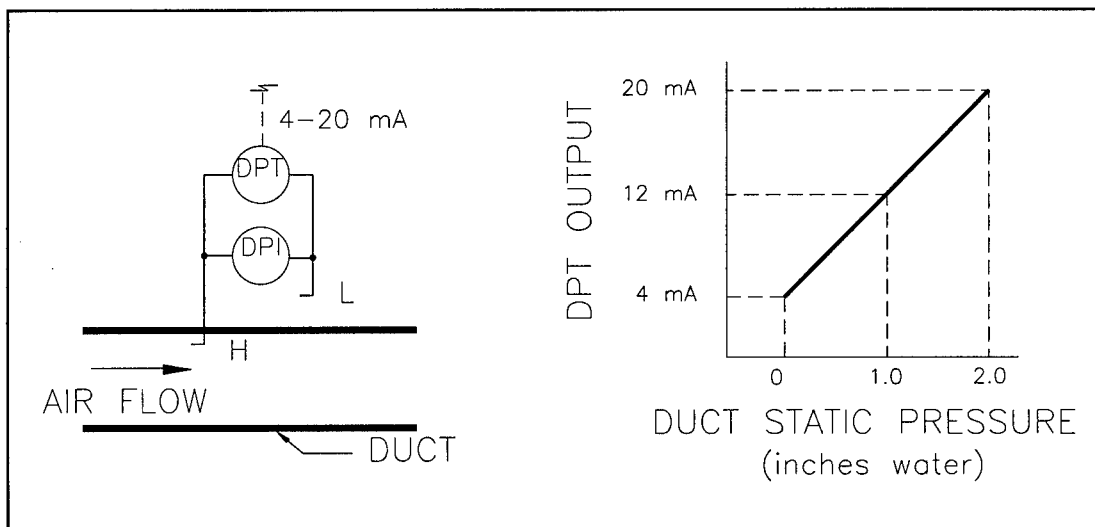 4-20 mA
DPT
DPI
L
H
AIR FLOW
DUCT
DPT OUTPUT
20 mA
12 mA
4 mA
0 1.0 2.0
DUCT STATIC PRESSURE
(inches water)